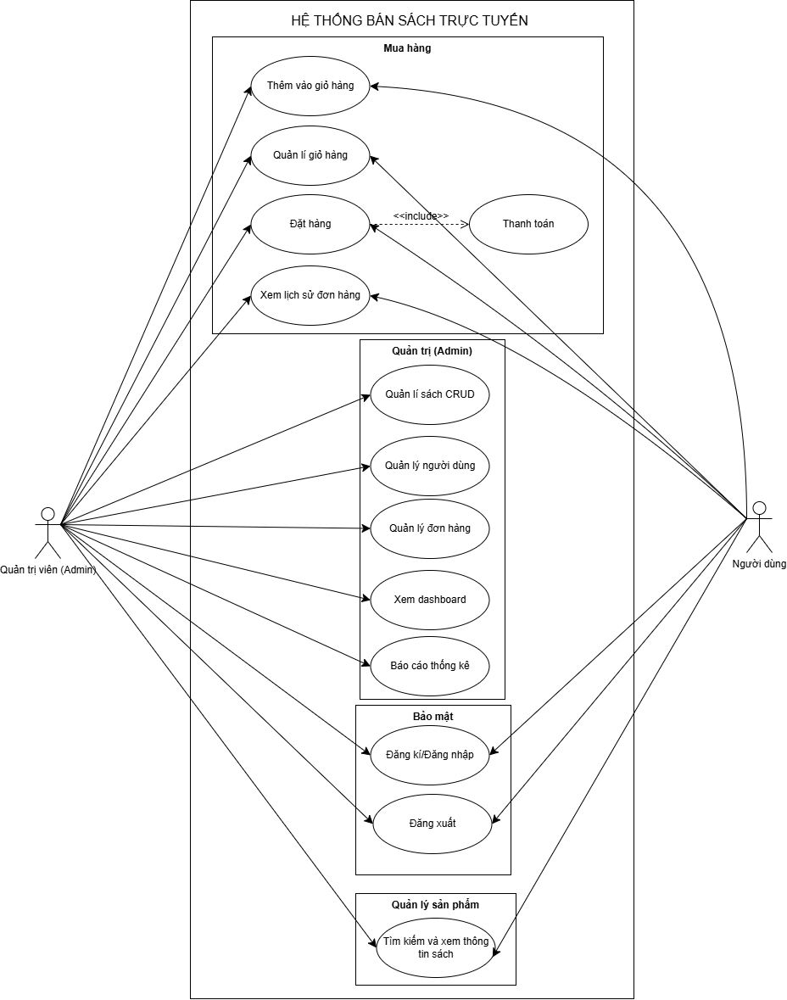 HỆ THỐNG BÁN SÁCH TRỰC TUYẾN
Mua hàng
Thêm vào giỏ hàng
Quản lí giỏ hàng
<<include>>
Đặt hàng
Thanh toán
Xem lịch sử đơn hàng
Quản trị (Admin)
Quản lí sách CRUD
Quản lý người dùng
Quản lý đơn hàng
Quản trị viên (Admin)
Người dùng
Xem dashboard
Báo cáo thống kê
Bảo mật
Đăng kí/Đăng nhập
Đăng xuất
Quản lý sản phẩm
Tìm kiếm và xem thông
tin sách